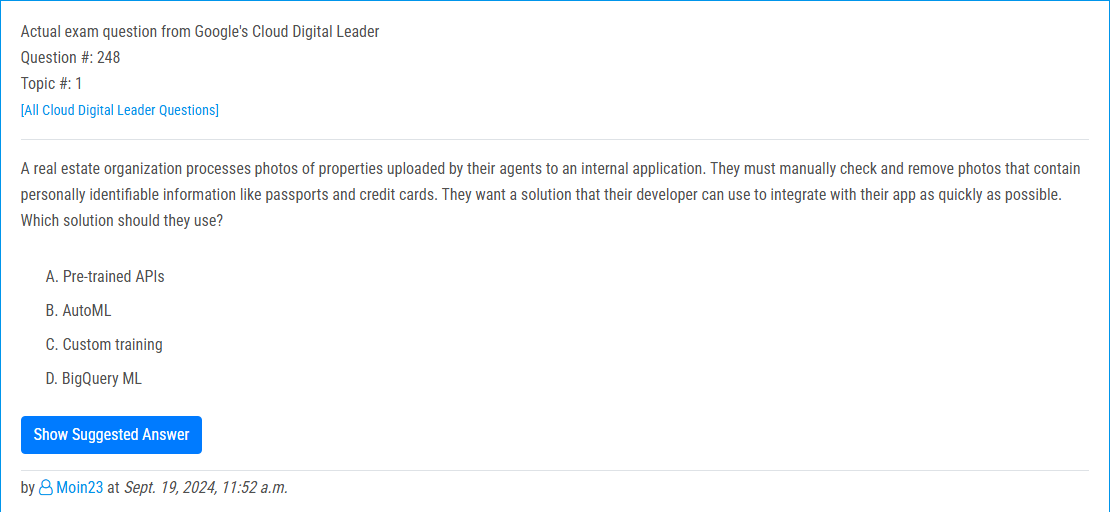 Actual exam question from Google's Cloud Digital Leader
Question #: 248
Topic #: 1
[All Cloud Digital Leader Questions]
A real estate organization processes photos of properties uploaded by their agents to an internal application. They must manually check and remove photos that contain
personally identifiable information like passports and credit cards. They want a solution that their developer can use to integrate with their app as quickly as possible.
Which solution should they use?
A. Pre-trained APIs
B. AutoML
C. Custom training
D. BigQuery ML
Show Suggested Answer
by Moin23 at Sept. 19, 2024, 11:52 a.m.